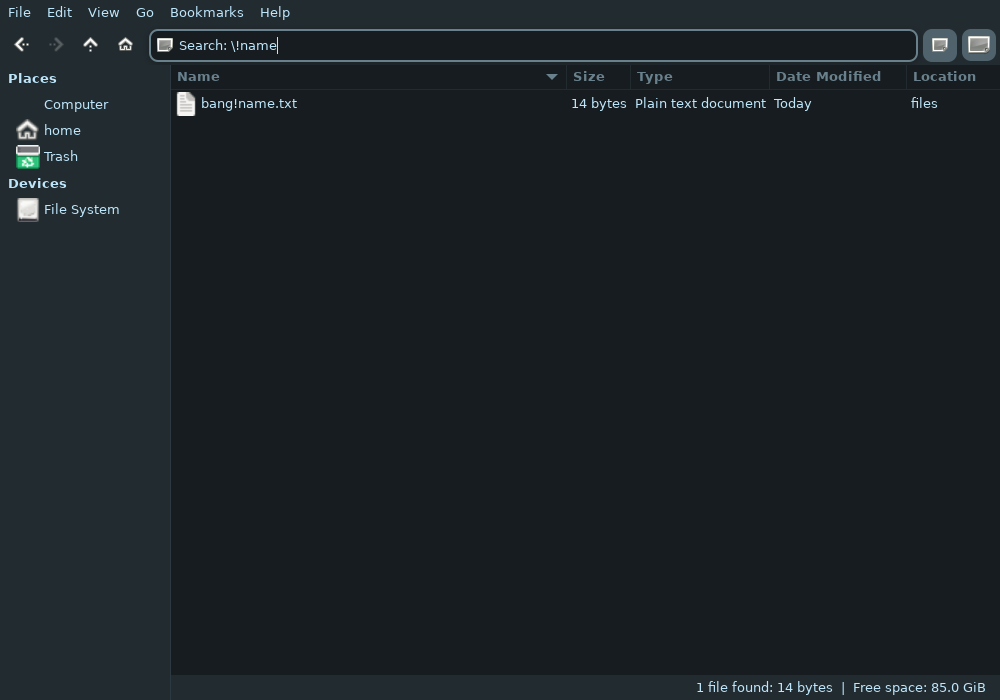 File Edit View Go Bookmarks Help
Search: \!name
Places
Computer
home
Trash
Devices
File System
Name Size Type Date Modified Location
bang!name.txt 14 bytes Plain text document Today files
1 file found: 14 bytes | Free space: 85.0 GiB